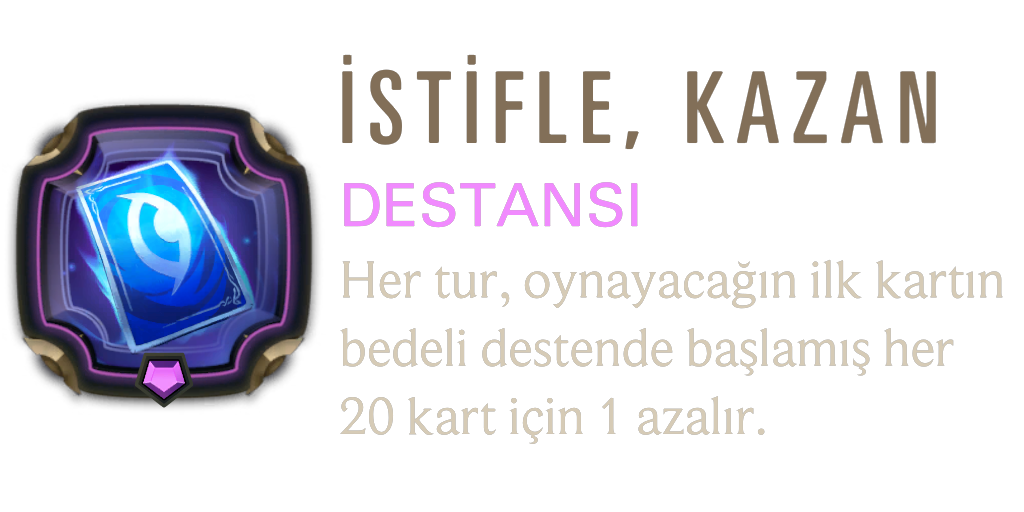 İSTİFLE, KAZAN
DESTANSI
Her tur, oynayacağın ilk kartın
bedeli destende başlamış her
20 kart için 1 azalır.